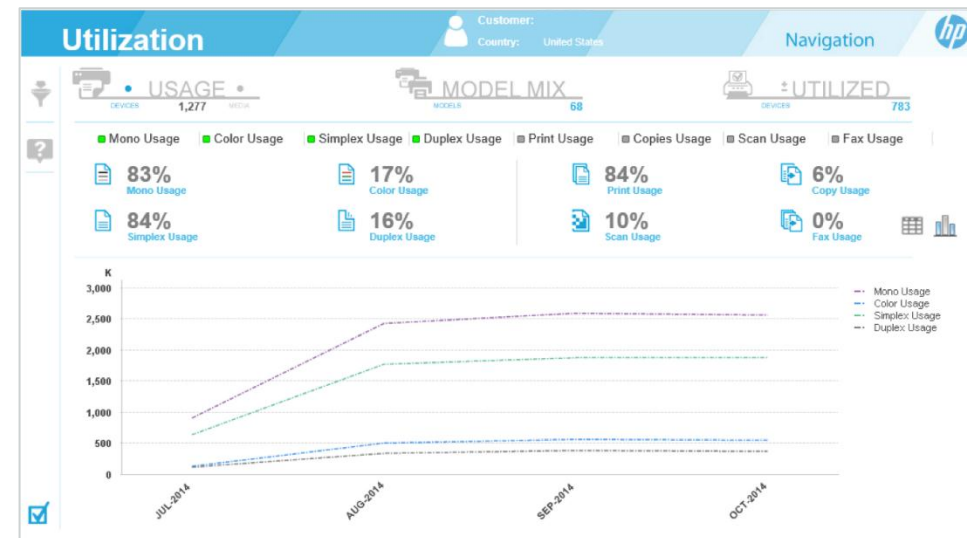 Utilization
Customer:
Country: United States
Navigation
hp
USAGE
DEVICES 1,277 MEDIA
MODEL MIX
MODELS 68
UTILIZED
DEVICES 783
Mono Usage Color Usage Simplex Usage Duplex Usage Print Usage Copies Usage Scan Usage Fax Usage
83%
Mono Usage
17%
Color Usage
84%
Print Usage
6%
Copy Usage
84%
Simplex Usage
16%
Duplex Usage
10%
Scan Usage
0%
Fax Usage
K
3,000
2,500
2,000
1,500
1,000
500
0
JUL-2014
AUG-2014
SEP-2014
OCT-2014
Mono Usage
Color Usage
Simplex Usage
Duplex Usage